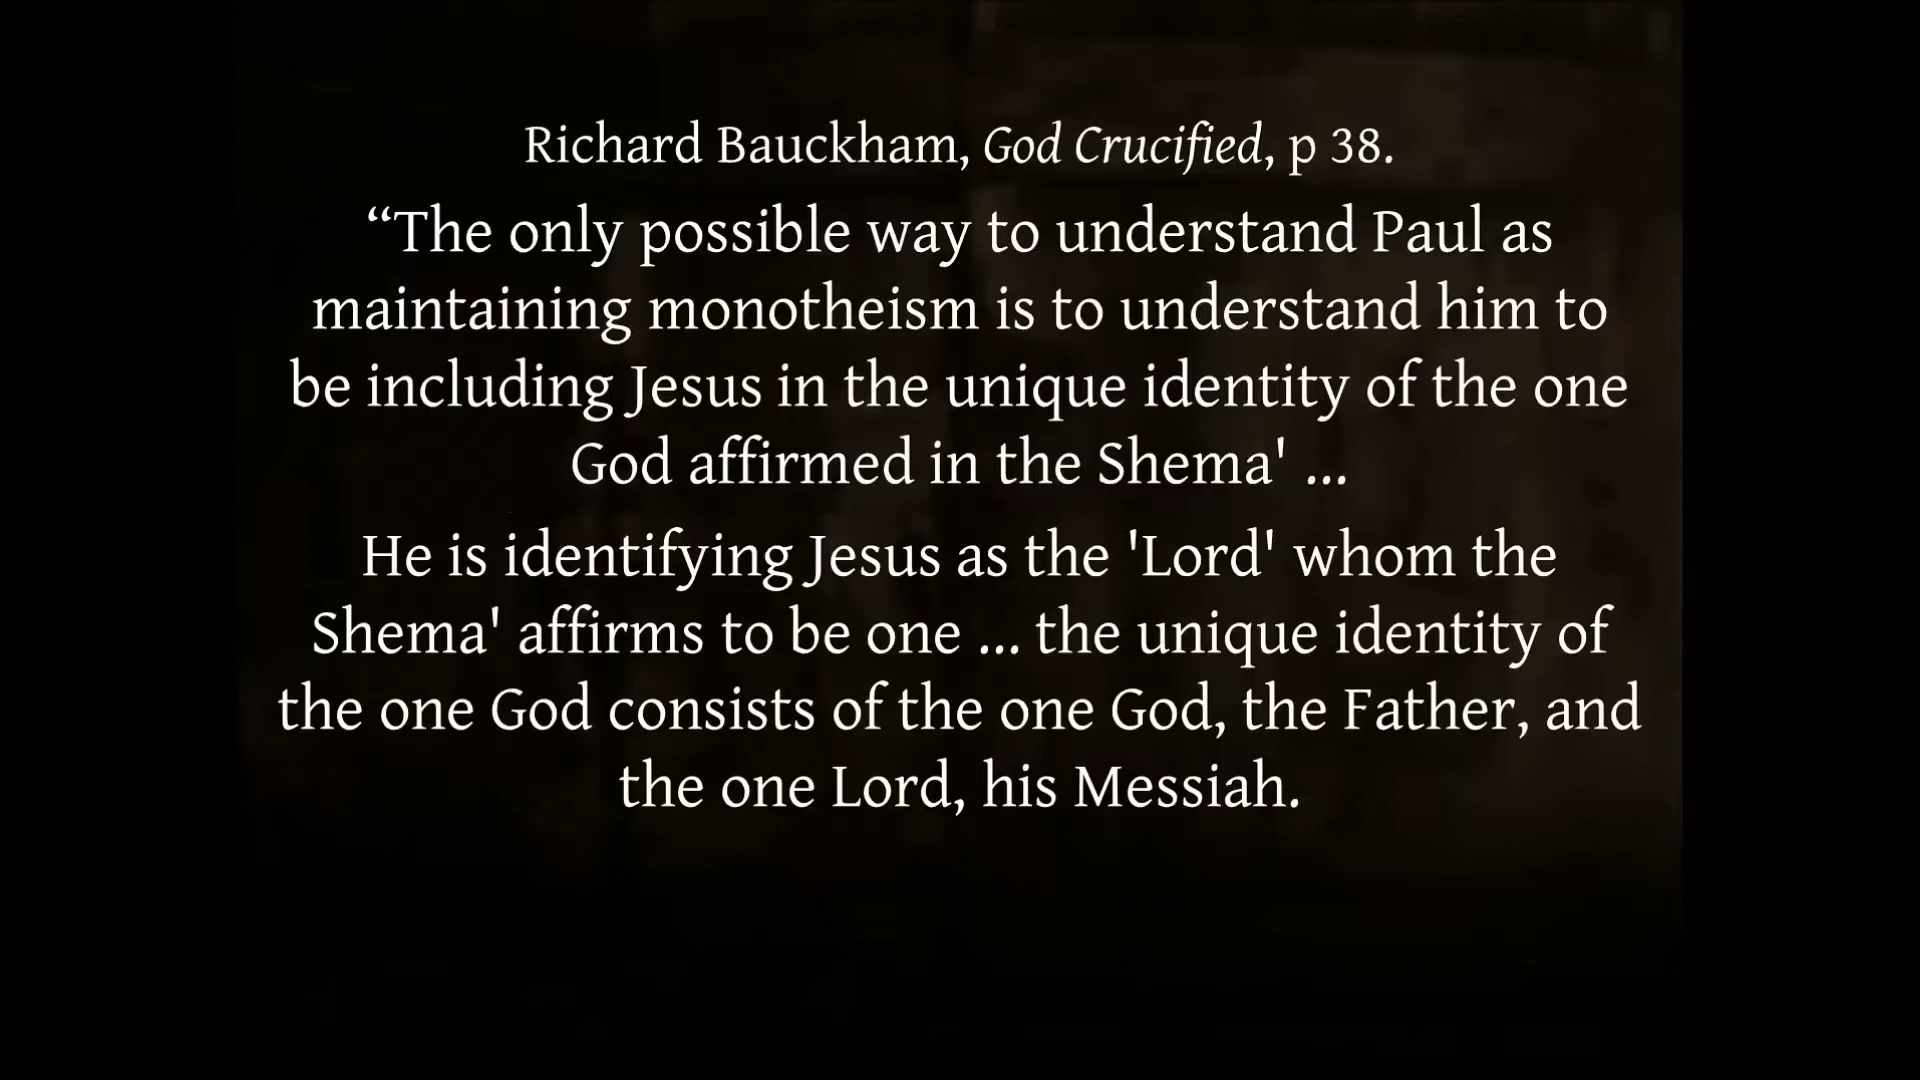 Richard Bauckham, God Crucified, p 38.
“The only possible way to understand Paul as
maintaining monotheism is to understand him to
be including Jesus in the unique identity of the one
God affirmed in the Shema' ...
He is identifying Jesus as the 'Lord' whom the
Shema' affirms to be one ... the unique identity of
the one God consists of the one God, the Father, and
the one Lord, his Messiah.